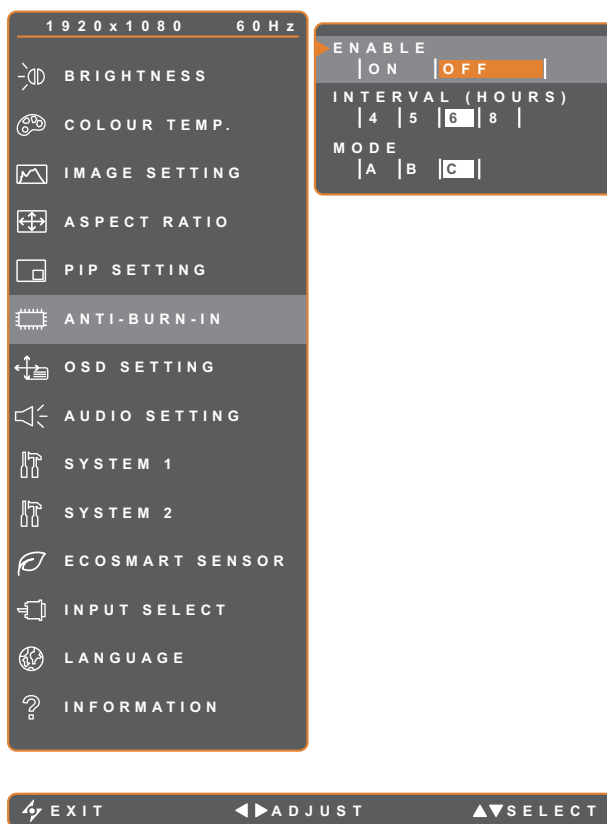 1920x1080 60Hz
BRIGHTNESS
COLOUR TEMP.
IMAGE SETTING
ASPECT RATIO
PIP SETTING
ANTI-BURN-IN
OSD SETTING
AUDIO SETTING
SYSTEM 1
SYSTEM 2
ECOSMART SENSOR
INPUT SELECT
LANGUAGE
INFORMATION
ENABLE
ON OFF
INTERVAL (HOURS)
4 5 6 8
MODE
A B C
EXIT ADJUST SELECT